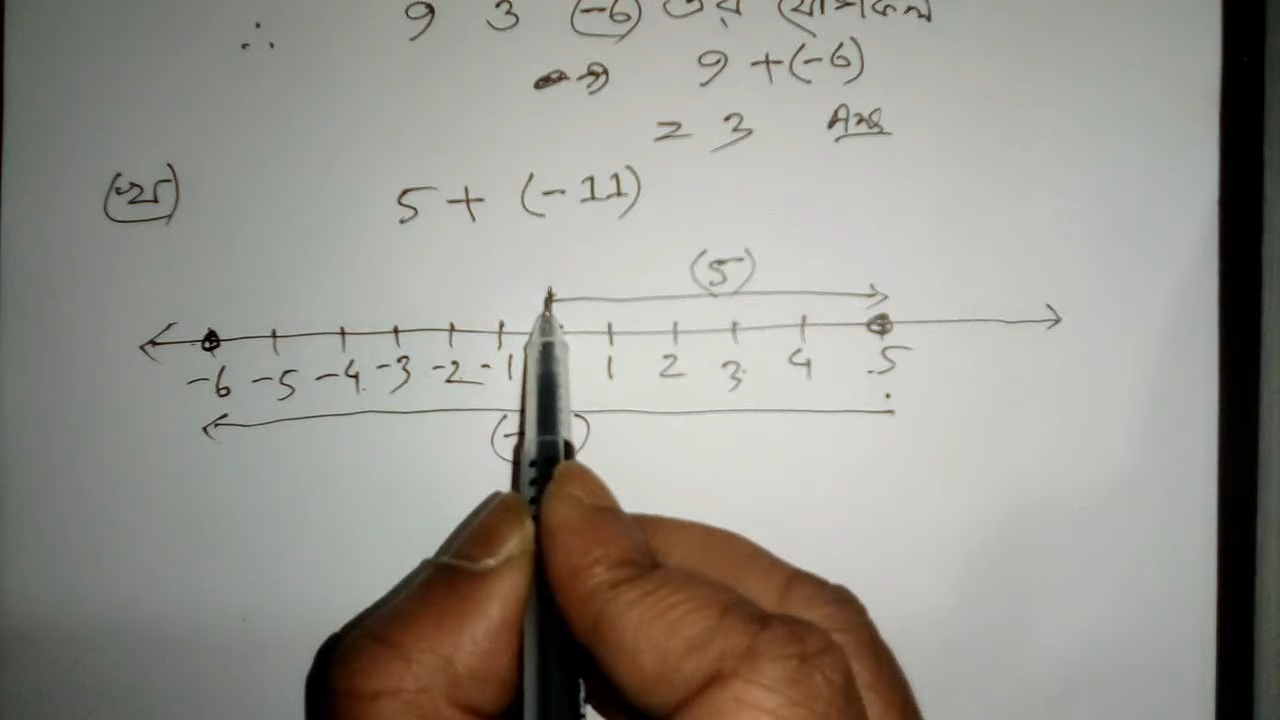 ∴ 9 ও (-6) এর যোগফল
→ 9 + (-6)
= 3 Ans
5 + (-11)
(5)
-6 -5 -4 -3 -2 -1 1 2 3 4 5
(-